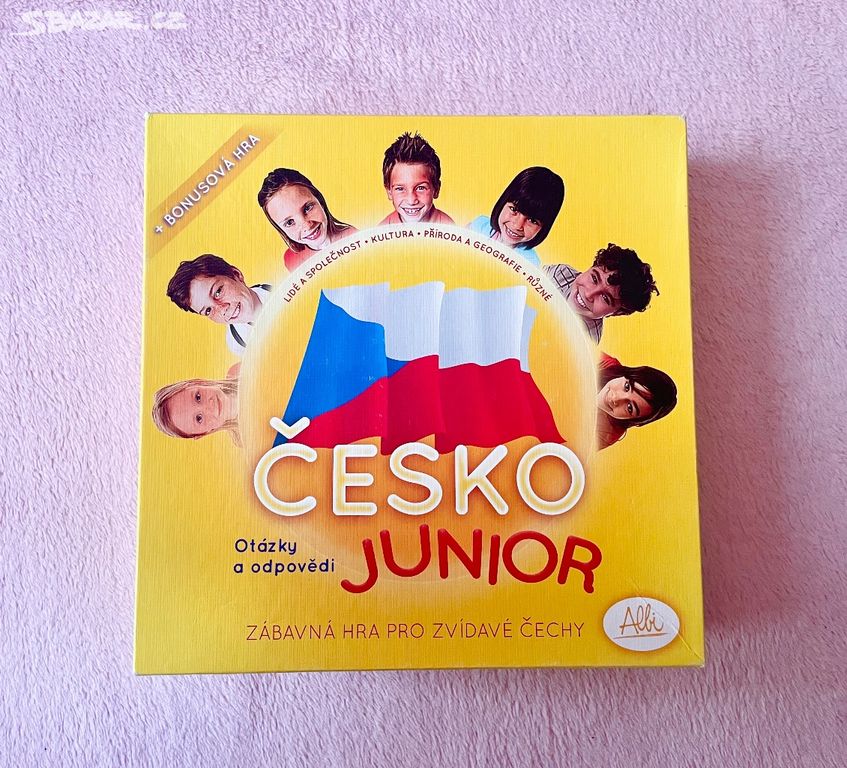 SBAZAR.CZ
+ BONUSOVÁ HRA
LIDÉ A SPOLEČNOST • KULTURA • PŘÍRODA A GEOGRAFIE • RŮZNÉ
ČESKO
Otázky
a odpovědi
JUNIOR
ZÁBAVNÁ HRA PRO ZVÍDAVÉ ČECHY
Albi